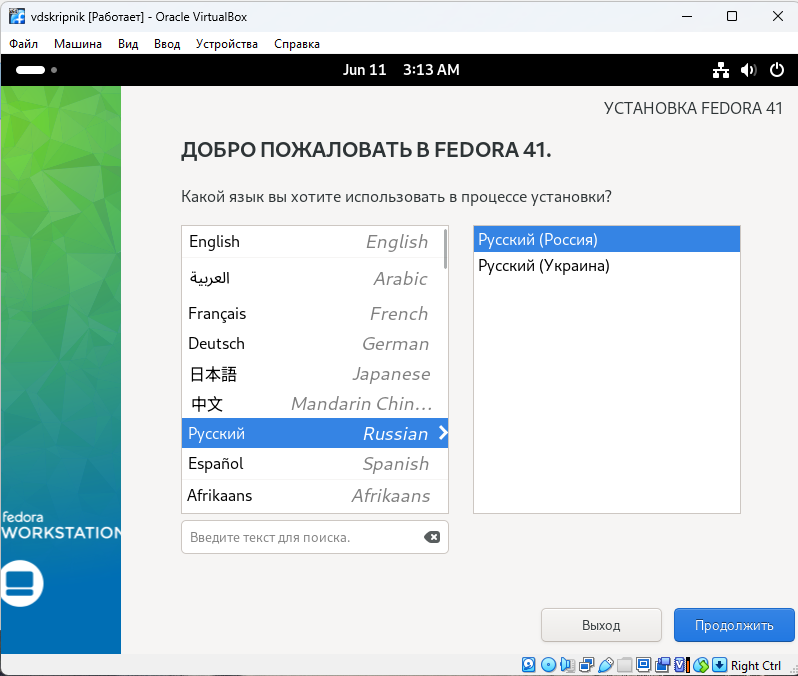 vdskripnik [Работает] - Oracle VirtualBox
Файл Машина Вид Ввод Устройства Справка
Jun 11 3:13 AM
УСТАНОВКА FEDORA 41
ДОБРО ПОЖАЛОВАТЬ В FEDORA 41.
Какой язык вы хотите использовать в процессе установки?
English English
العربية Arabic
Français French
Deutsch German
日本語 Japanese
中文 Mandarin Chin...
Русский Russian
Español Spanish
Afrikaans Afrikaans
Введите текст для поиска.
Русский (Россия)
Русский (Украина)
fedora
WORKSTATION
Выход Продолжить
Right Ctrl